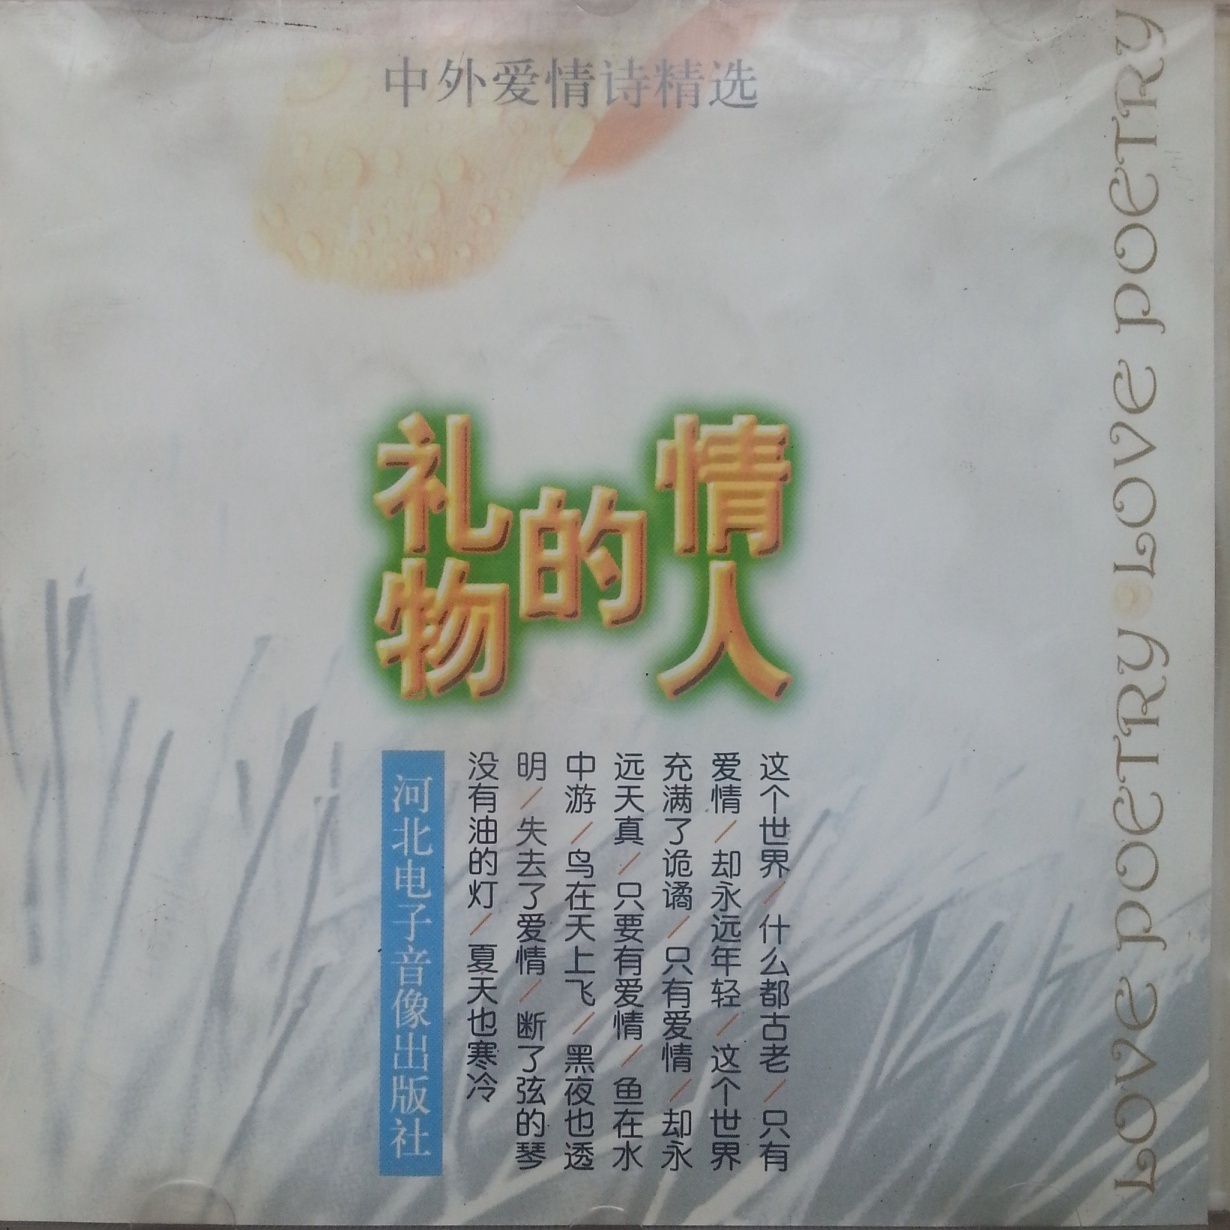 中外爱情诗精选
情人的礼物
这个世界/什么都古老/只有
爱情/却永远年轻/这个世界
充满了诡谲/只有爱情/却永
远天真/只要有爱情/鱼在水
中游/鸟在天上飞/黑夜也透
明/失去了爱情/断了弦的琴
没有油的灯/夏天也寒冷
河北电子音像出版社
Love poetry Love poetry